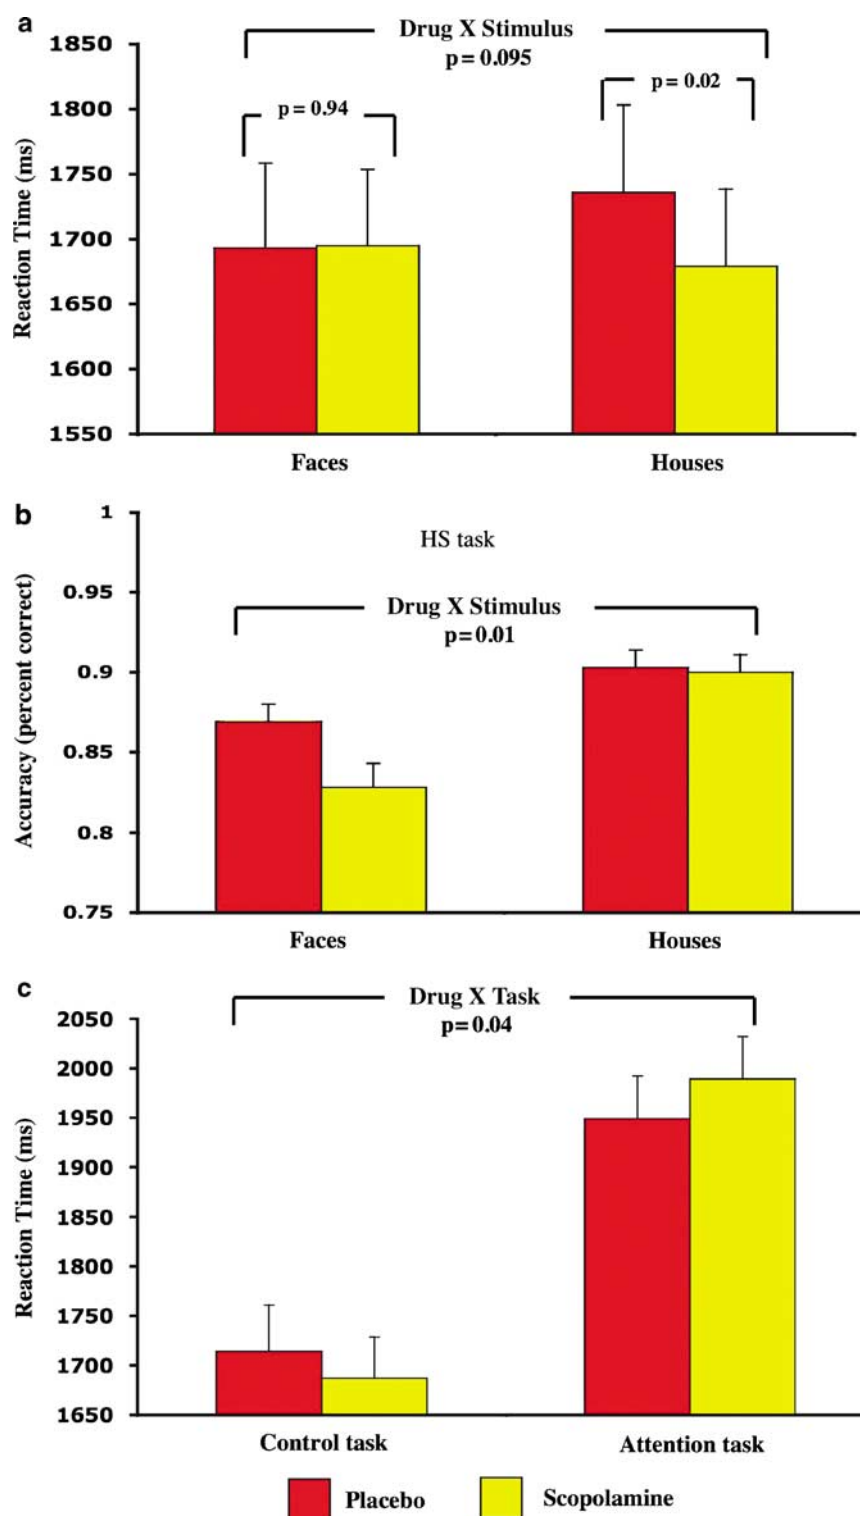 a
Drug X Stimulus
p = 0.095
p = 0.94
p = 0.02
Reaction Time (ms)
1850
1800
1750
1700
1650
1600
1550
Faces Houses
b
HS task
Drug X Stimulus
p=0.01
Accuracy (percent correct)
1
0.95
0.9
0.85
0.8
0.75
Faces Houses
c
Drug X Task
p=0.04
Reaction Time (ms)
2050
2000
1950
1900
1850
1800
1750
1700
1650
Control task Attention task
Placebo Scopolamine